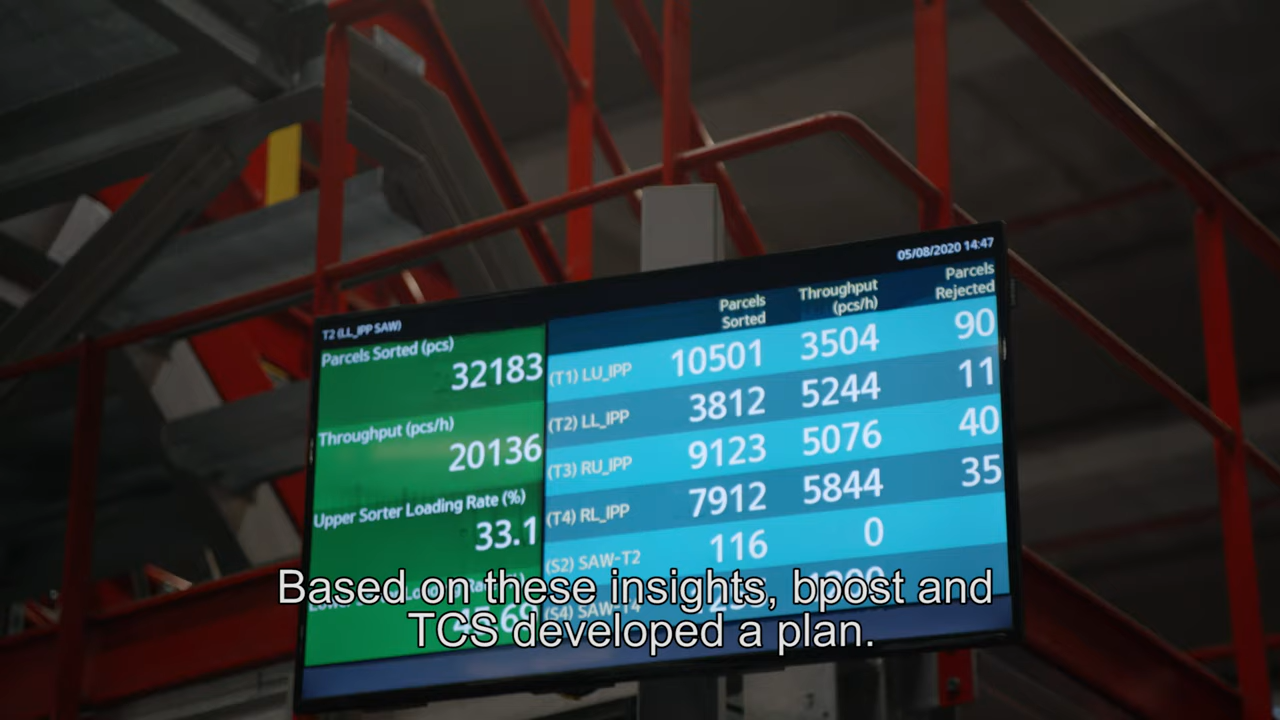 05/08/2020 14:47
T2 (LL_IPP SAW)
Parcels Sorted (pcs)
32183
Throughput (pcs/h)
20136
Upper Sorter Loading Rate (%)
33.1
Parcels Sorted Throughput (pcs/h) Parcels Rejected
(T1) LU_IPP 10501 3504 90
(T2) LL_IPP 3812 5244 11
(T3) RU_IPP 9123 5076 40
(T4) RL_IPP 7912 5844 35
(S2) SAW-T2 116 0
(S4) SAW-T4
Based on these insights, bpost and
TCS developed a plan.